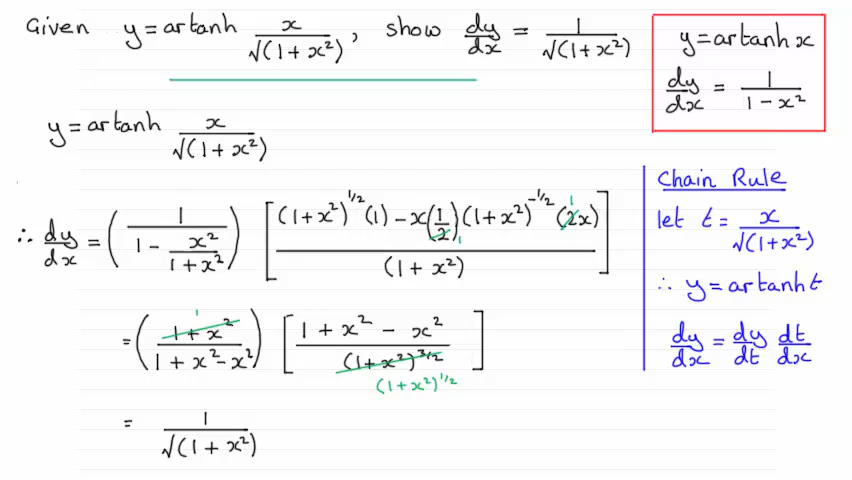 Given y = artanh x/√(1 + x²), show dy/dx = 1/√(1 + x²)
y = artanh x
dy/dx = 1/(1 − x²)
y = artanh x/√(1 + x²)
∴ dy/dx = (1/(1 − x²/(1 + x²))) [((1 + x²)^1/2 (1) − x(1/2)(1 + x²)^−1/2 (2x))/(1 + x²)]
1
1
= ((1 + x²)/(1 + x² − x²)) [(1 + x² − x²)/(1 + x²)^3/2]
1
(1 + x²)^1/2
= 1/√(1 + x²)
Chain Rule
let t = x/√(1 + x²)
∴ y = artanh t
dy/dx = dy/dt dt/dx